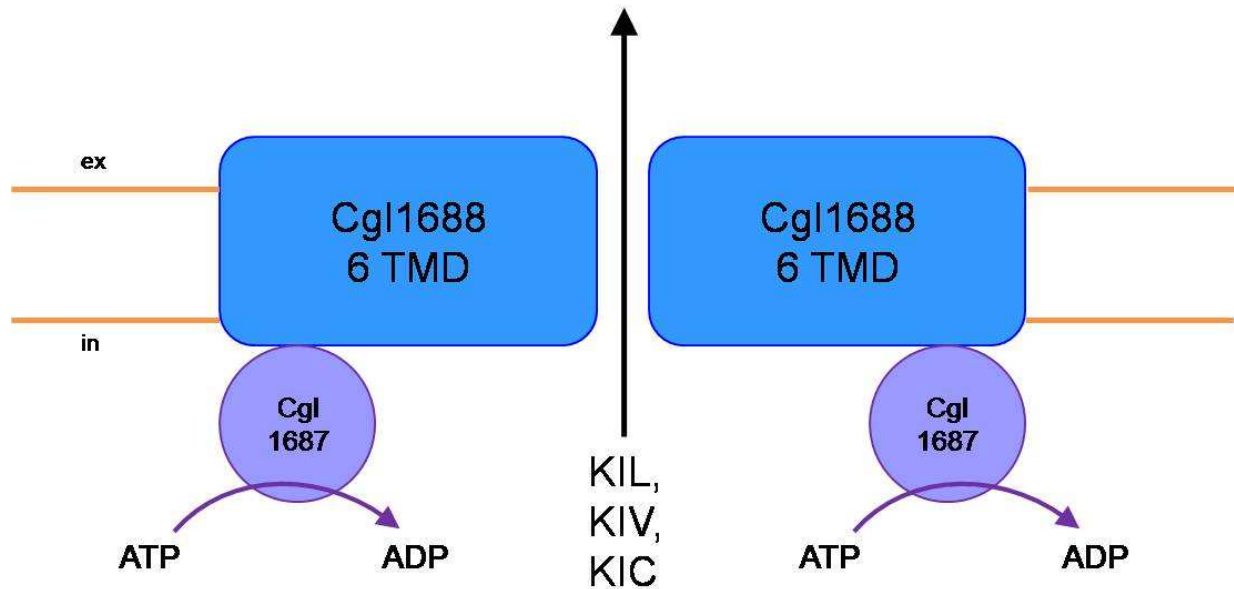 ex
Cgl1688
6 TMD
Cgl1688
6 TMD
in
Cgl
1687
Cgl
1687
KIL,
KIV,
KIC
ATP
ADP
ATP
ADP